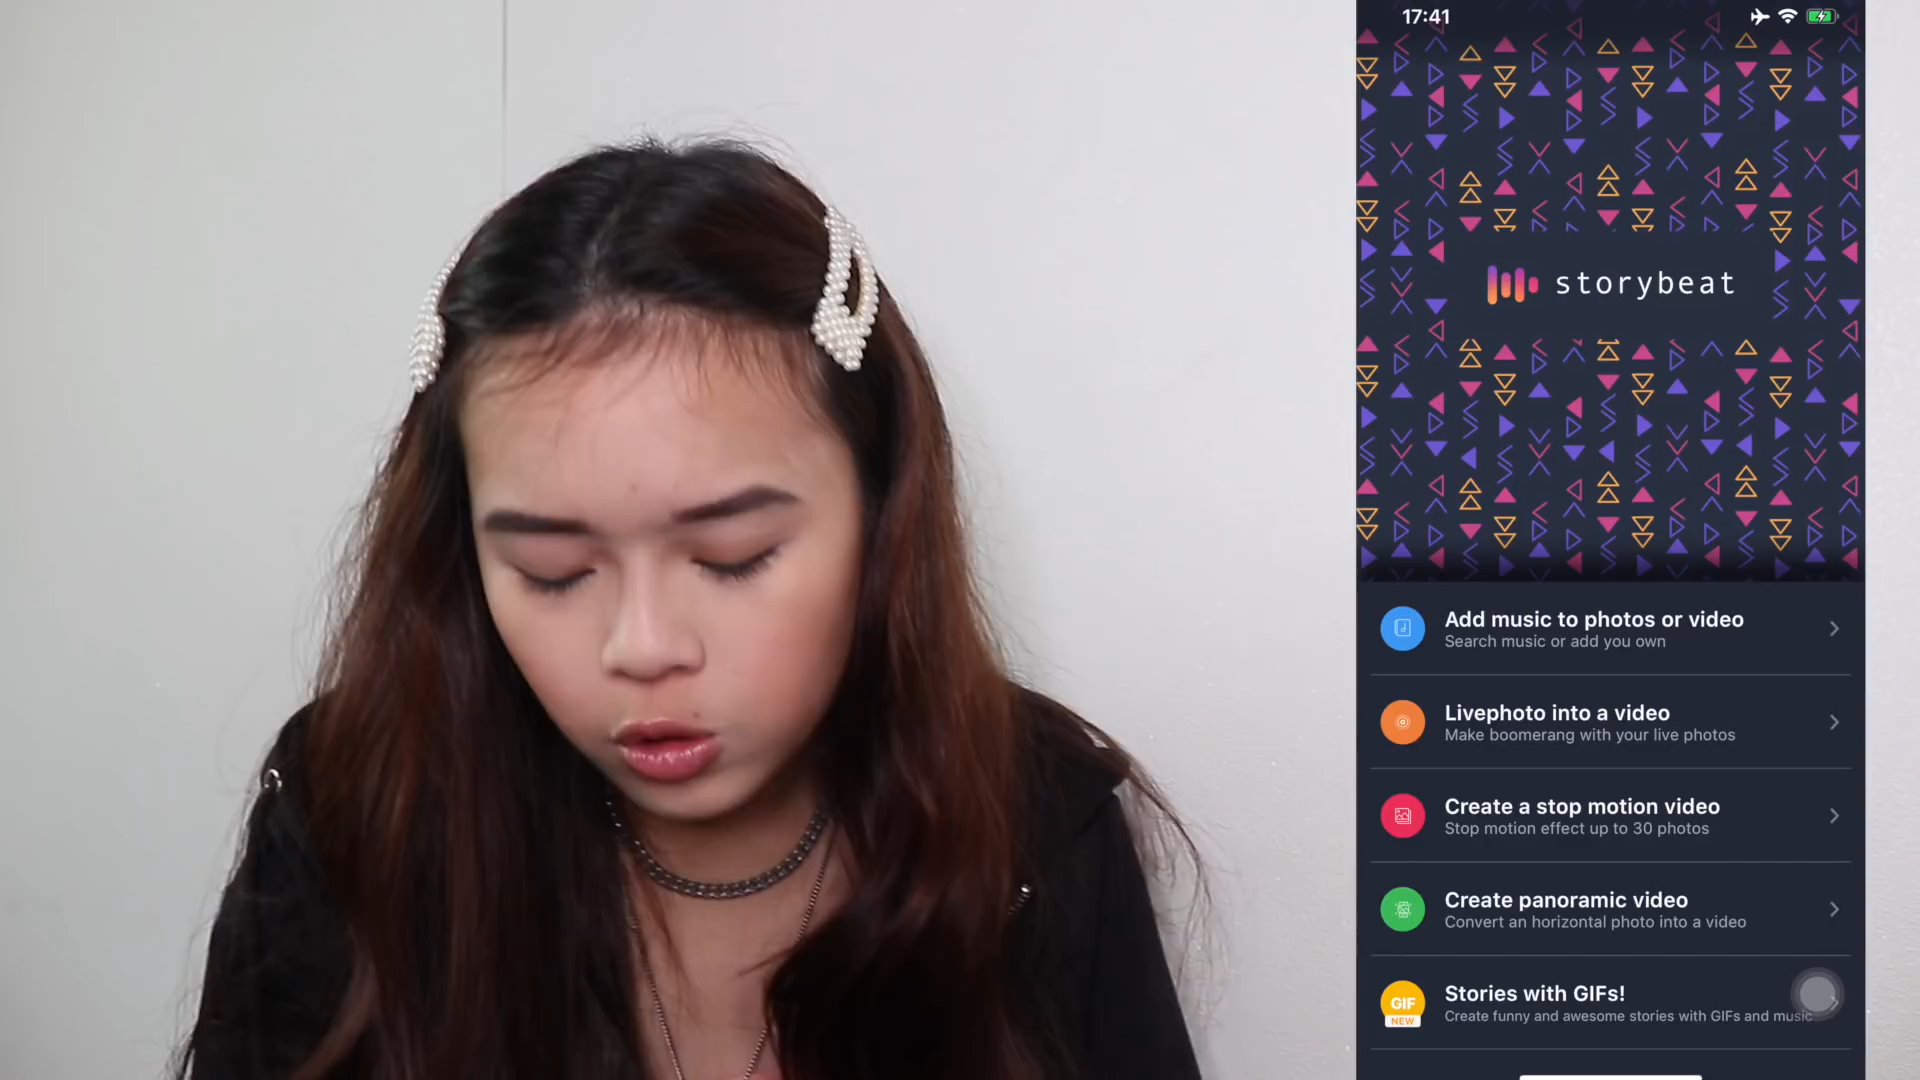 17:41
storybeat
Add music to photos or video
Search music or add you own
Livephoto into a video
Make boomerang with your live photos
Create a stop motion video
Stop motion effect up to 30 photos
Create panoramic video
Convert an horizontal photo into a video
GIF
NEW
Stories with GIFs!
Create funny and awesome stories with GIFs and music